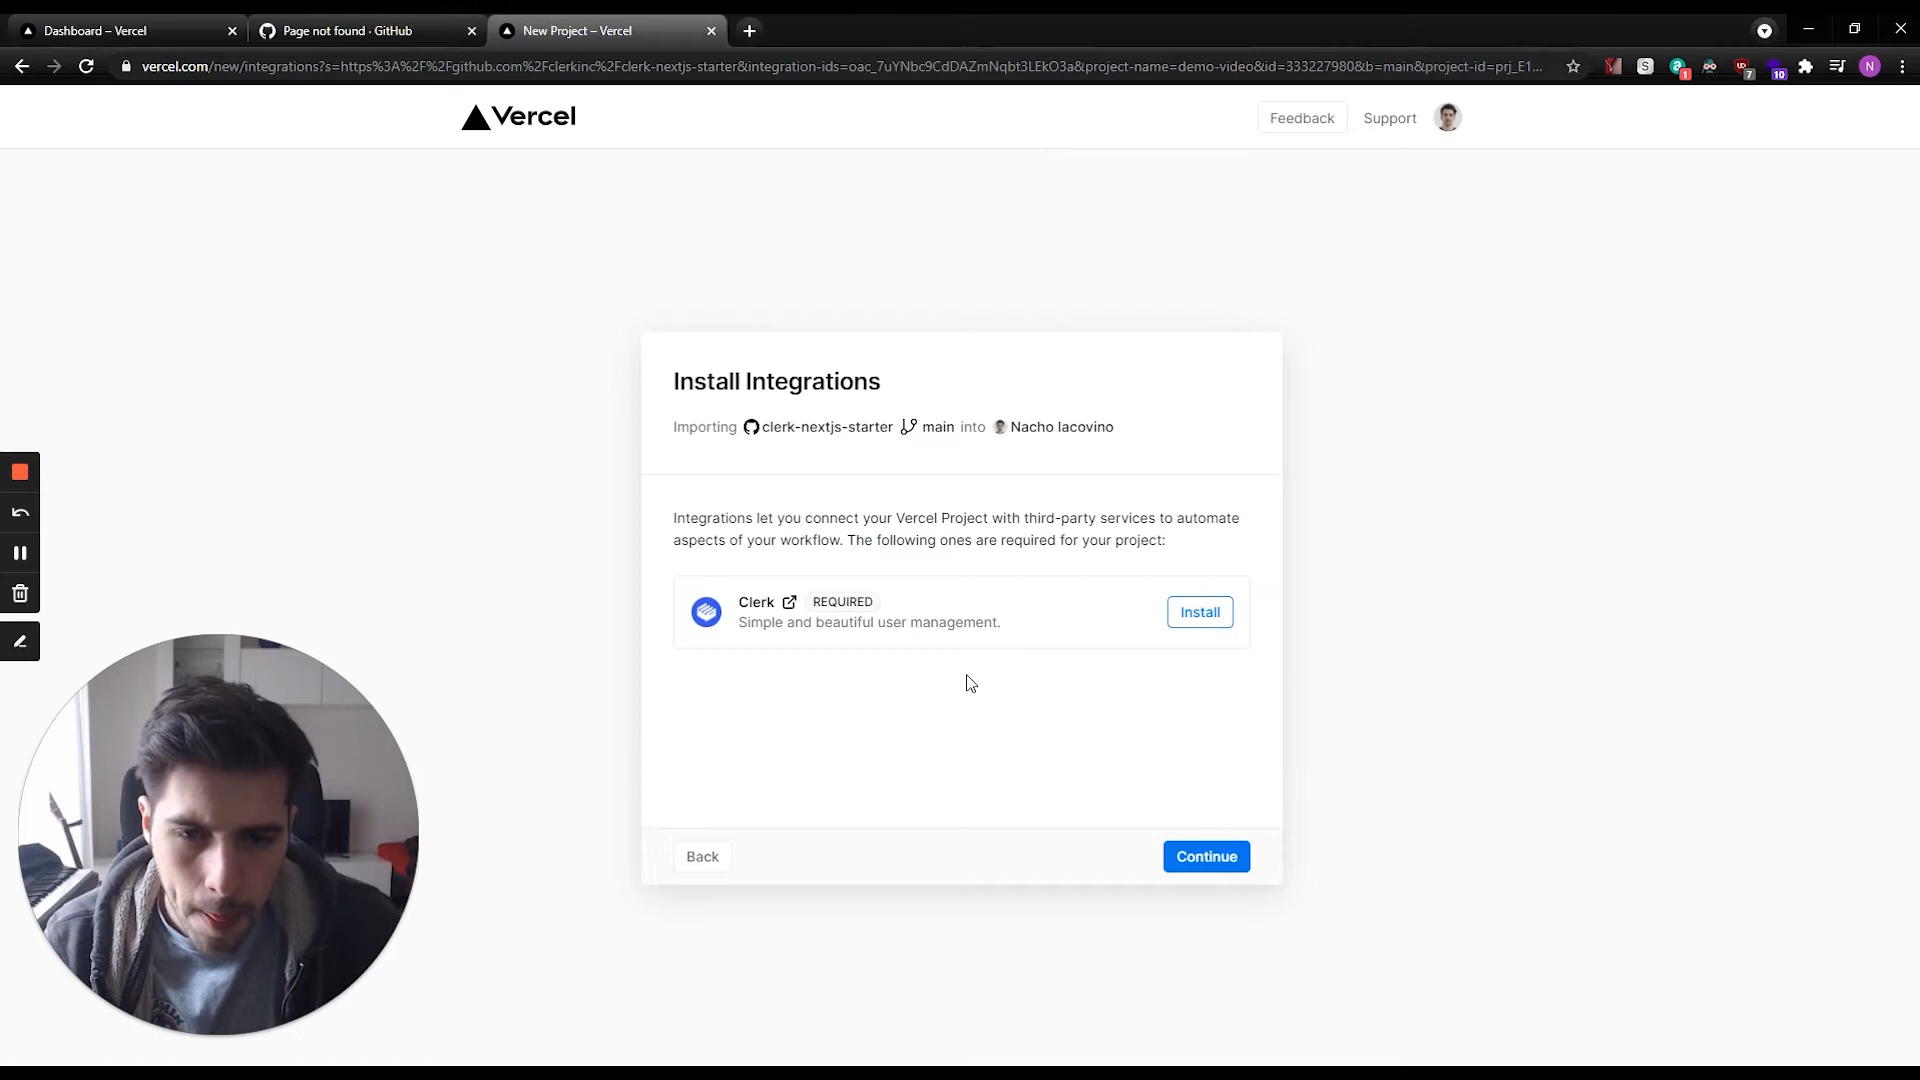 Dashboard – Vercel
Page not found · GitHub
New Project – Vercel
vercel.com/new/integrations?s=https%3A%2F%2Fgithub.com%2Fclerkinc%2Fclerk-nextjs-starter&integration-ids=oac_7uYNbc9CdDAZmNqbt3LEkO3a&project-name=demo-video&id=333227980&b=main&project-id=prj_E1...
S
1
7
10
N
Vercel
Feedback
Support
Install Integrations
Importing clerk-nextjs-starter main into Nacho Iacovino
Integrations let you connect your Vercel Project with third-party services to automate
aspects of your workflow. The following ones are required for your project:
Clerk REQUIRED
Simple and beautiful user management.
Install
Back
Continue